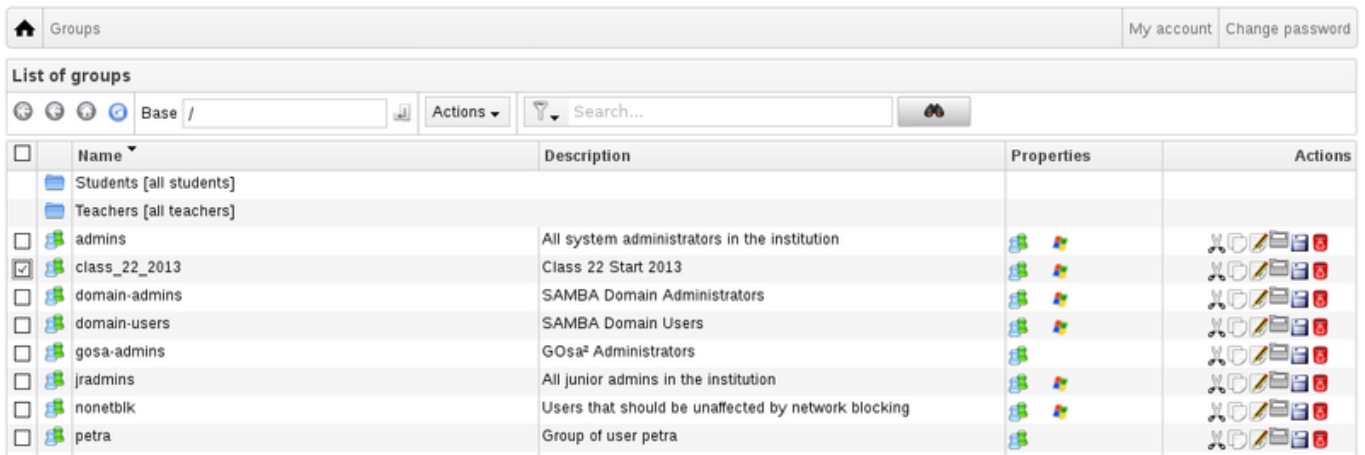 Groups My account Change password
List of groups
Base / Actions Search...
Name Description Properties Actions
Students [all students]
Teachers [all teachers]
admins All system administrators in the institution
class_22_2013 Class 22 Start 2013
domain-admins SAMBA Domain Administrators
domain-users SAMBA Domain Users
gosa-admins GOsa² Administrators
jradmins All junior admins in the institution
nonetblk Users that should be unaffected by network blocking
petra Group of user petra